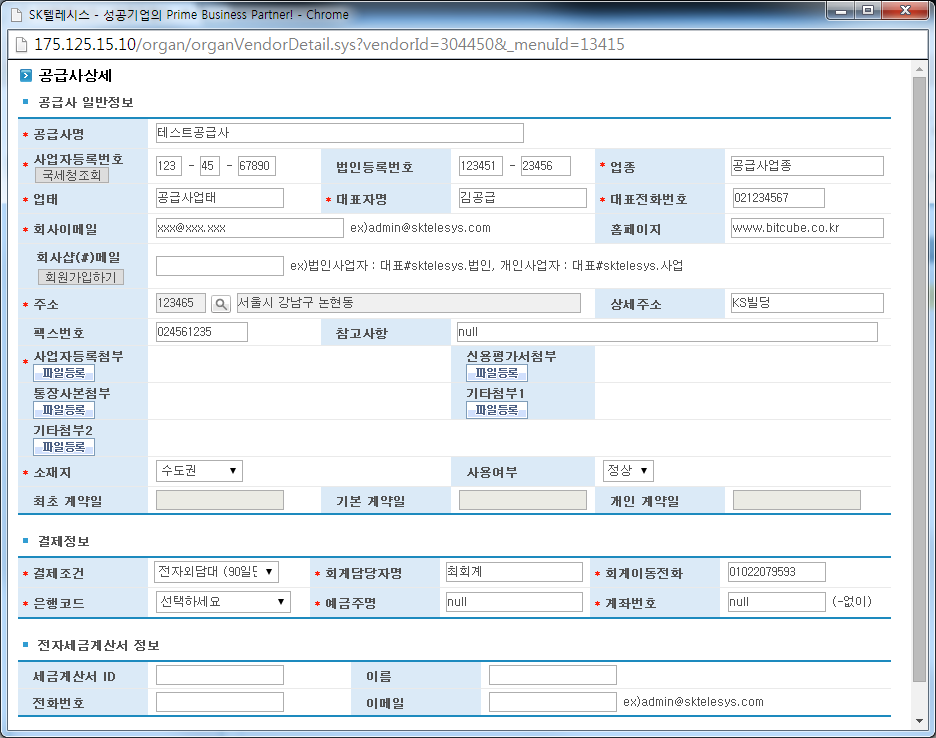 SK텔레시스 - 성공기업의 Prime Business Partner! - Chrome
175.125.15.10/organ/organVendorDetail.sys?vendorId=304450&_menuId=13415
공급사상세
공급사 일반정보
* 공급사명 테스트공급사
* 사업자등록번호 국세청조회 123 - 45 - 67890 법인등록번호 123451 - 23456 * 업종 공급사업종
* 업태 공급사업태 * 대표자명 김공급 * 대표전화번호 021234567
* 회사이메일 xxx@xxx.xxx ex)admin@sktelesys.com 홈페이지 www.bitcube.co.kr
회사샵(#)메일 회원가입하기 ex)법인사업자 : 대표#sktelesys.법인, 개인사업자 : 대표#sktelesys.사업
* 주소 123465 서울시 강남구 논현동 상세주소 KS빌딩
팩스번호 024561235 참고사항 null
* 사업자등록첨부 파일등록 신용평가서첨부 파일등록
통장사본첨부 파일등록 기타첨부1 파일등록
기타첨부2 파일등록
* 소재지 수도권 사용여부 정상
최초 계약일 기본 계약일 개인 계약일
결제정보
* 결제조건 전자외담대 (90일 * 회계담당자명 최회계 * 회계이동전화 01022079593
* 은행코드 선택하세요 * 예금주명 null * 계좌번호 null (-없이)
전자세금계산서 정보
세금계산서 ID 이름
전화번호 이메일 ex)admin@sktelesys.com